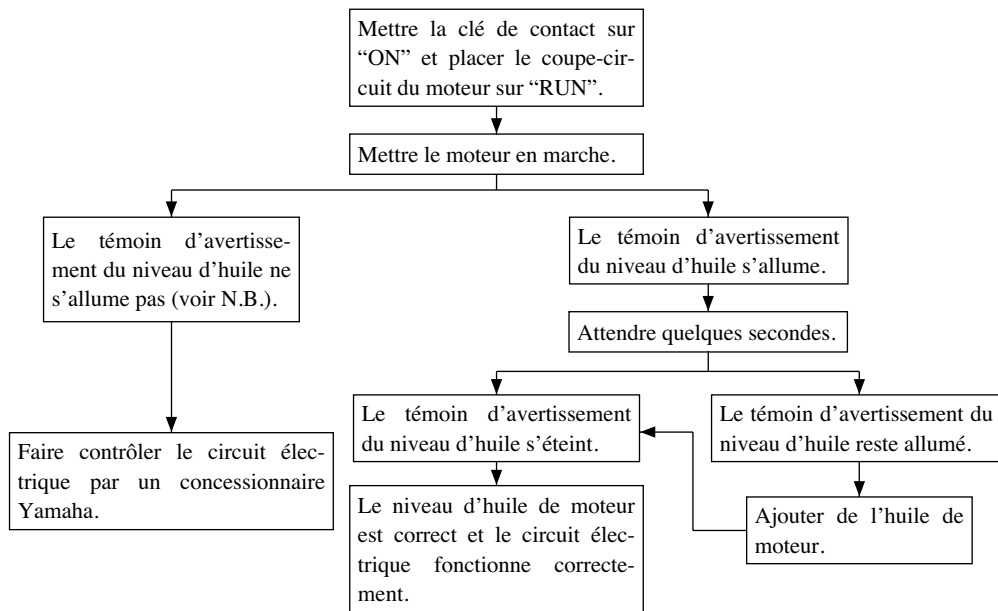 Mettre la clé de contact sur
“ON” et placer le coupe-cir-
cuit du moteur sur “RUN”.
Mettre le moteur en marche.
Le témoin d’avertisse-
ment du niveau d’huile ne
s’allume pas (voir N.B.).
Le témoin d’avertissement
du niveau d’huile s’allume.
Attendre quelques secondes.
Le témoin d’avertissement
du niveau d’huile s’éteint.
Le témoin d’avertissement du
niveau d’huile reste allumé.
Faire contrôler le circuit élec-
trique par un concessionnaire
Yamaha.
Le niveau d’huile de moteur
est correct et le circuit élec-
trique fonctionne correcte-
ment.
Ajouter de l’huile de
moteur.